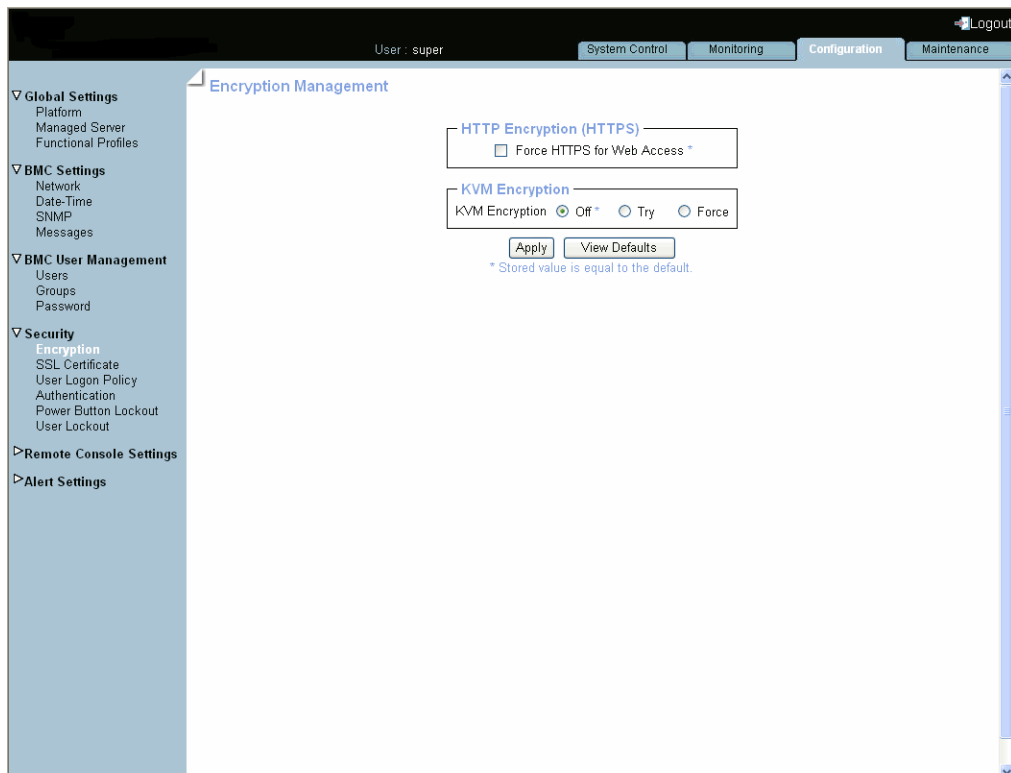 Logout
User : super
System Control
Monitoring
Configuration
Maintenance
Global Settings
Platform
Managed Server
Functional Profiles
BMC Settings
Network
Date-Time
SNMP
Messages
BMC User Management
Users
Groups
Password
Security
Encryption
SSL Certificate
User Logon Policy
Authentication
Power Button Lockout
User Lockout
Remote Console Settings
Alert Settings
Encryption Management
HTTP Encryption (HTTPS)
Force HTTPS for Web Access *
KVM Encryption
KVM Encryption Off * Try Force
Apply View Defaults
* Stored value is equal to the default.